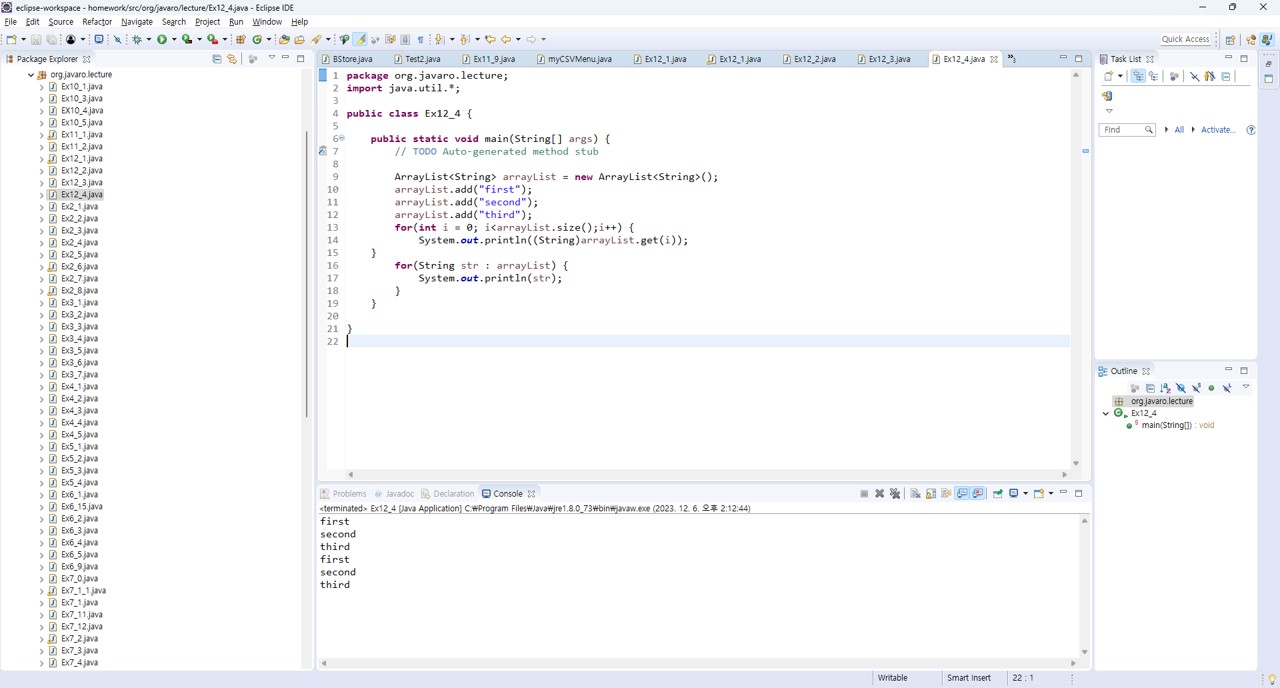 eclipse-workspace - homework/src/org/javaro/lecture/Ex12_4.java - Eclipse IDE
File Edit Source Refactor Navigate Search Project Run Window Help
Quick Access
Package Explorer
org.javaro.lecture
Ex10_1.java
Ex10_3.java
EX10_4.java
Ex10_5.java
Ex11_1.java
Ex11_2.java
Ex12_1.java
Ex12_2.java
Ex12_3.java
Ex12_4.java
Ex2_1.java
Ex2_2.java
Ex2_3.java
Ex2_4.java
Ex2_5.java
Ex2_6.java
Ex2_7.java
Ex2_8.java
Ex3_1.java
Ex3_2.java
Ex3_3.java
Ex3_4.java
Ex3_5.java
Ex3_6.java
Ex3_7.java
Ex4_1.java
Ex4_2.java
Ex4_3.java
Ex4_4.java
Ex4_5.java
Ex5_1.java
Ex5_2.java
Ex5_3.java
Ex5_4.java
Ex6_1.java
Ex6_15.java
Ex6_2.java
Ex6_3.java
Ex6_4.java
Ex6_5.java
Ex6_9.java
Ex7_0.java
Ex7_1_1.java
Ex7_1.java
Ex7_11.java
Ex7_12.java
Ex7_2.java
Ex7_3.java
Ex7_4.java
BStore.java Test2.java Ex11_9.java myCSVMenu.java Ex12_1.java Ex12_1.java Ex12_2.java Ex12_3.java Ex12_4.java
1 package org.javaro.lecture;
2 import java.util.*;
3
4 public class Ex12_4 {
5
6 public static void main(String[] args) {
7 // TODO Auto-generated method stub
8
9 ArrayList<String> arrayList = new ArrayList<String>();
10 arrayList.add("first");
11 arrayList.add("second");
12 arrayList.add("third");
13 for(int i = 0; i<arrayList.size();i++) {
14 System.out.println((String)arrayList.get(i));
15 }
16 for(String str : arrayList) {
17 System.out.println(str);
18 }
19 }
20
21 }
22
Problems Javadoc Declaration Console
<terminated> Ex12_4 [Java Application] C:₩Program Files₩Java₩jre1.8.0_73₩bin₩javaw.exe (2023. 12. 6. 오후 2:12:44)
first
second
third
first
second
third
Task List
Find All Activate...
Outline
org.javaro.lecture
Ex12_4
main(String[]) : void
Writable Smart Insert 22 : 1